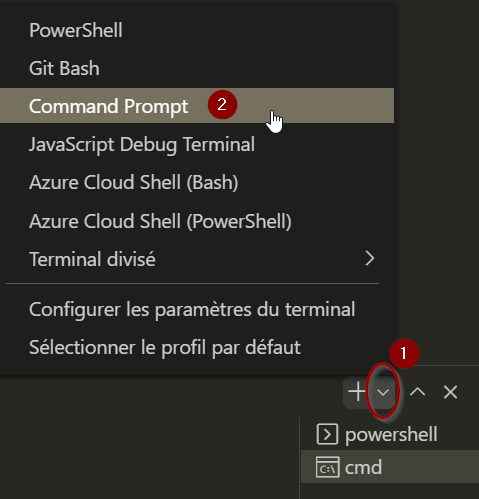 PowerShell
Git Bash
Command Prompt 2
JavaScript Debug Terminal
Azure Cloud Shell (Bash)
Azure Cloud Shell (PowerShell)
Terminal divisé
Configurer les paramètres du terminal
Sélectionner le profil par défaut
1
powershell
C:\ cmd